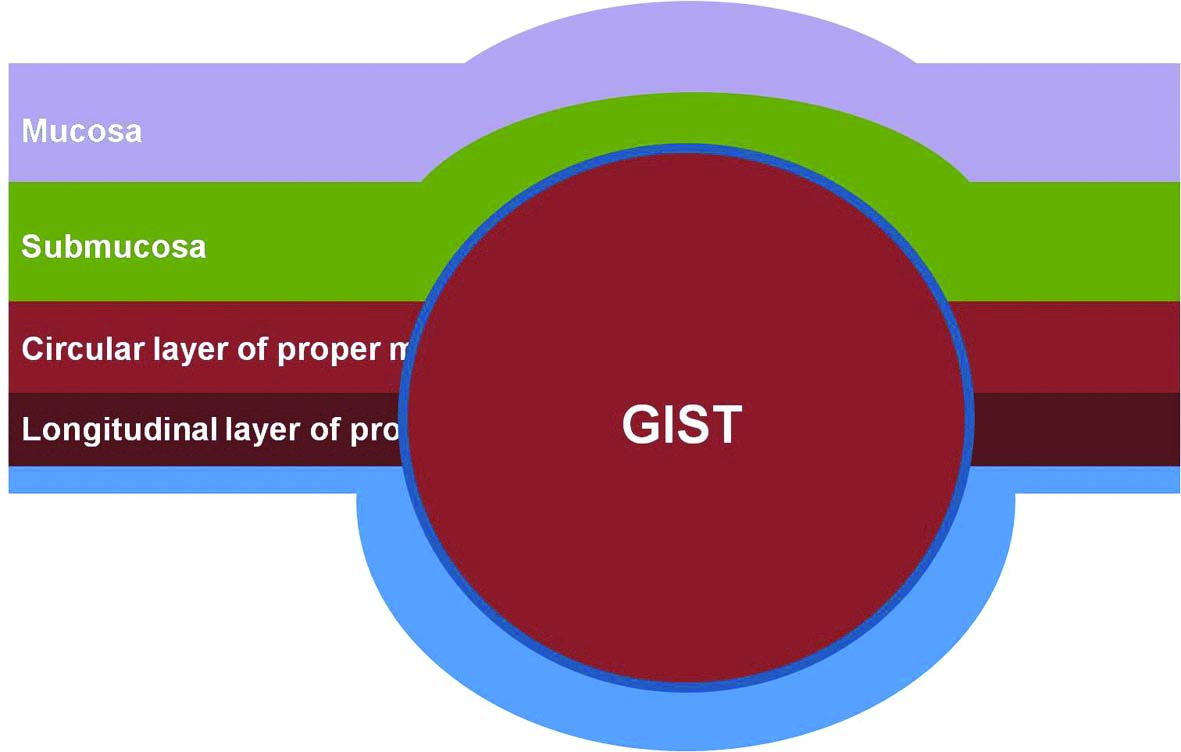 Mucosa
Submucosa
Circular layer of proper
Longitudinal layer of pro
GIST